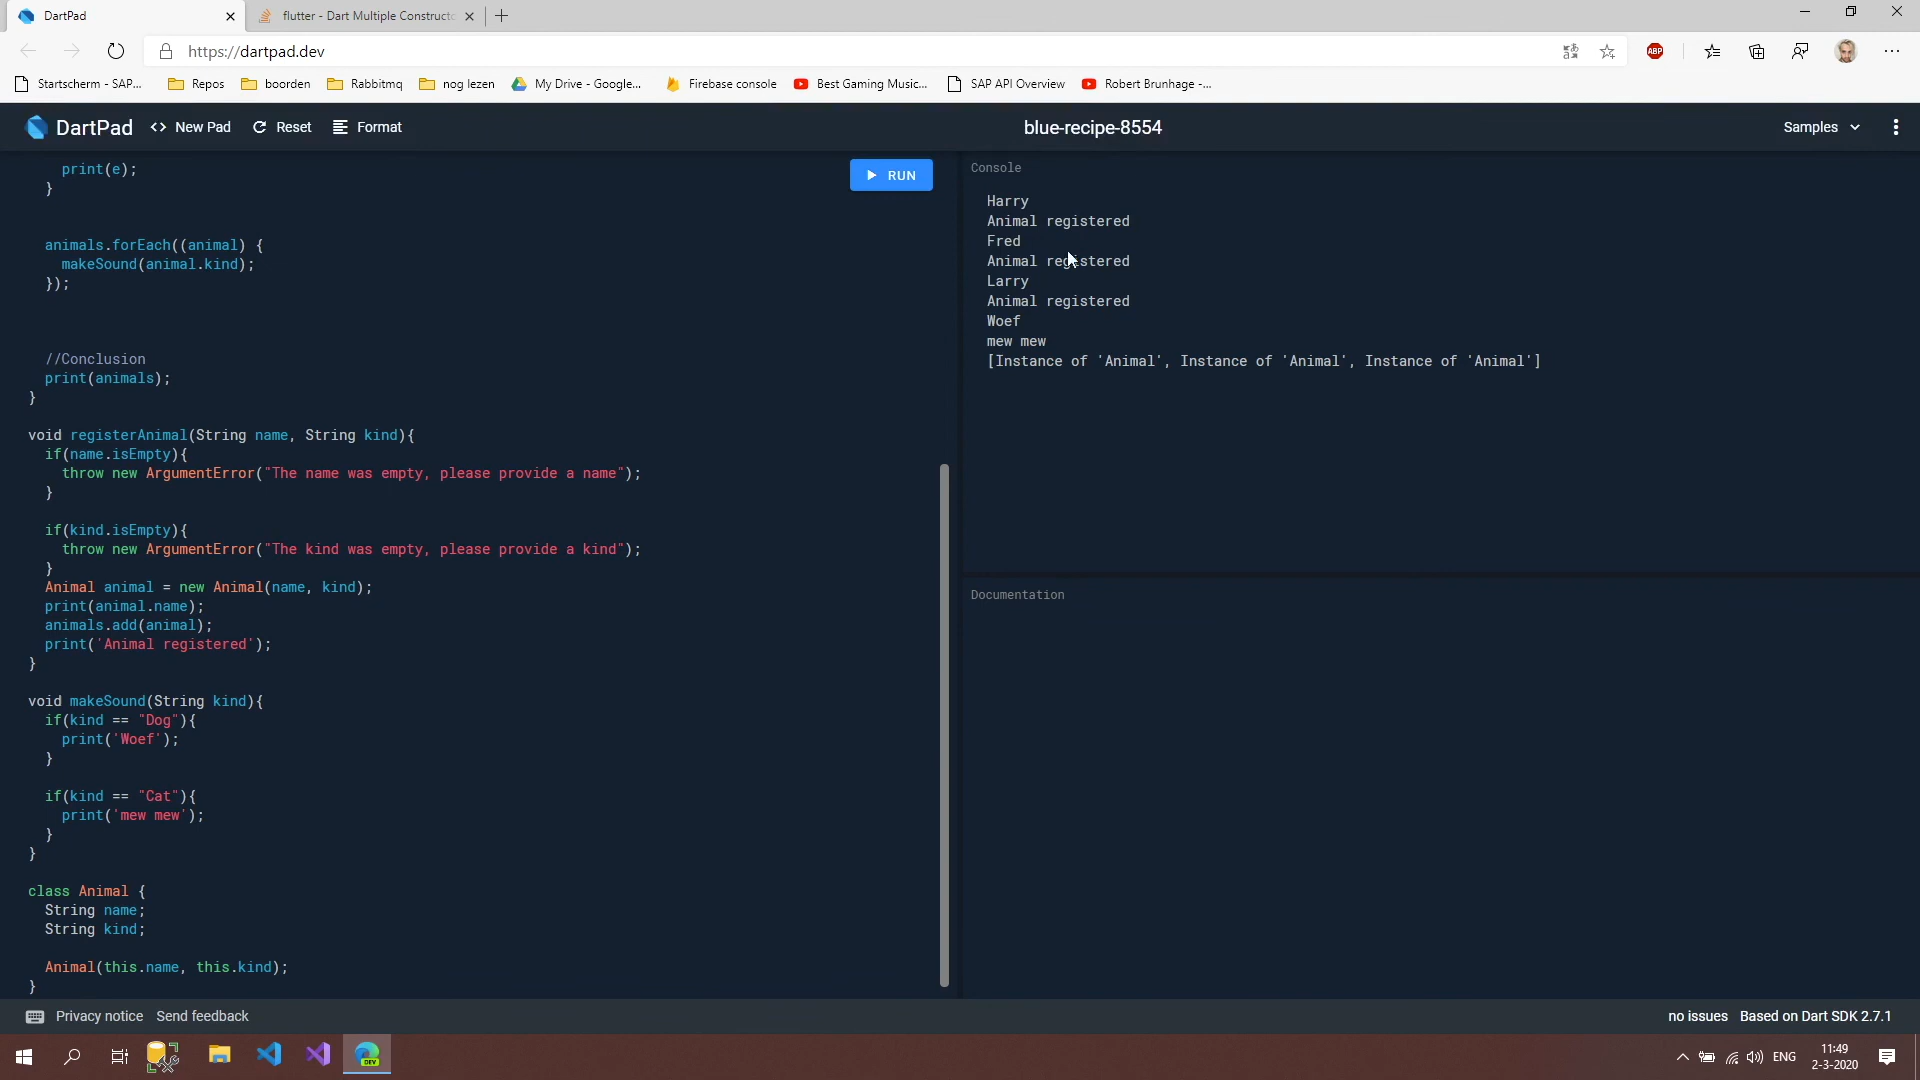 DartPad
flutter - Dart Multiple Constructo
https://dartpad.dev
ABP
Startscherm - SAP...
Repos
boorden
Rabbitmq
nog lezen
My Drive - Google...
Firebase console
Best Gaming Music...
SAP API Overview
Robert Brunhage -...
DartPad
<> New Pad
Reset
Format
blue-recipe-8554
Samples
print(e);
}
RUN
animals.forEach((animal) {
makeSound(animal.kind);
});
//Conclusion
print(animals);
}
void registerAnimal(String name, String kind){
if(name.isEmpty){
throw new ArgumentError("The name was empty, please provide a name");
}
if(kind.isEmpty){
throw new ArgumentError("The kind was empty, please provide a kind");
}
Animal animal = new Animal(name, kind);
print(animal.name);
animals.add(animal);
print('Animal registered');
}
void makeSound(String kind){
if(kind == "Dog"){
print('Woef');
}
if(kind == "Cat"){
print('mew mew');
}
}
class Animal {
String name;
String kind;
Animal(this.name, this.kind);
}
Console
Harry
Animal registered
Fred
Animal registered
Larry
Animal registered
Woef
mew mew
[Instance of 'Animal', Instance of 'Animal', Instance of 'Animal']
Documentation
Privacy notice
Send feedback
no issues
Based on Dart SDK 2.7.1
DEV
ENG
11:49
2-3-2020